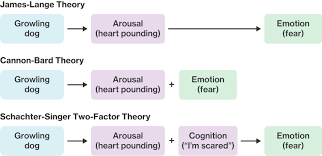 James-Lange Theory
Growling Arousal Emotion
dog (heart pounding) (fear)
Cannon-Bard Theory
Growling Arousal + Emotion
dog (heart pounding) (fear)
Schachter-Singer Two-Factor Theory
Growling Arousal + Cognition Emotion
dog (heart pounding) ("I'm scared") (fear)